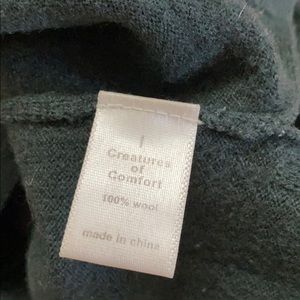 I
Creatures
of
Comfort
100% wool
made in china